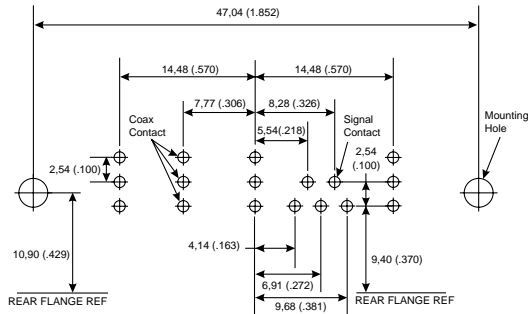 47,04 (1.852)
14,48 (.570)
14,48 (.570)
7,77 (.306)
8,28 (.326)
Coax
Contact
5,54(.218)
Signal
Contact
Mounting
Hole
2,54 (.100)
2,54
(.100)
10,90 (.429)
4,14 (.163)
9,40 (.370)
6,91 (.272)
REAR FLANGE REF
REAR FLANGE REF
9,68 (.381)